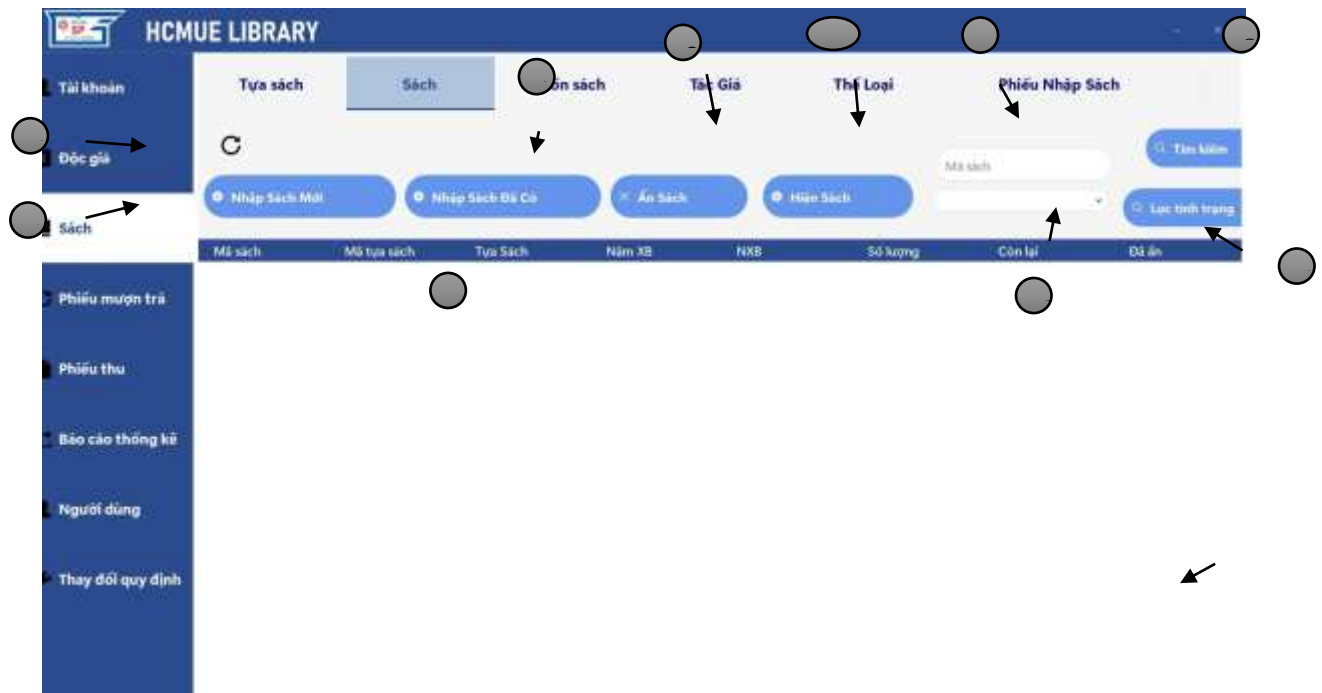 HCMUE LIBRARY
Tài khoản
Độc giả
Sách
Phiếu mượn trả
Phiếu thu
Báo cáo thống kê
Người dùng
Thay đổi quy định
Tựa sách
Sách
ốn sách
Tác Giả
Thể Loại
Phiếu Nhập Sách
Mã sách
Tìm kiếm
Nhập Sách Mới
Nhập Sách Đã Có
Ẩn Sách
Hiện Sách
Lọc tình trạng
Mã sách
Mã tựa sách
Tựa Sách
Năm XB
NXB
Số lượng
Còn lại
Đã ẩn